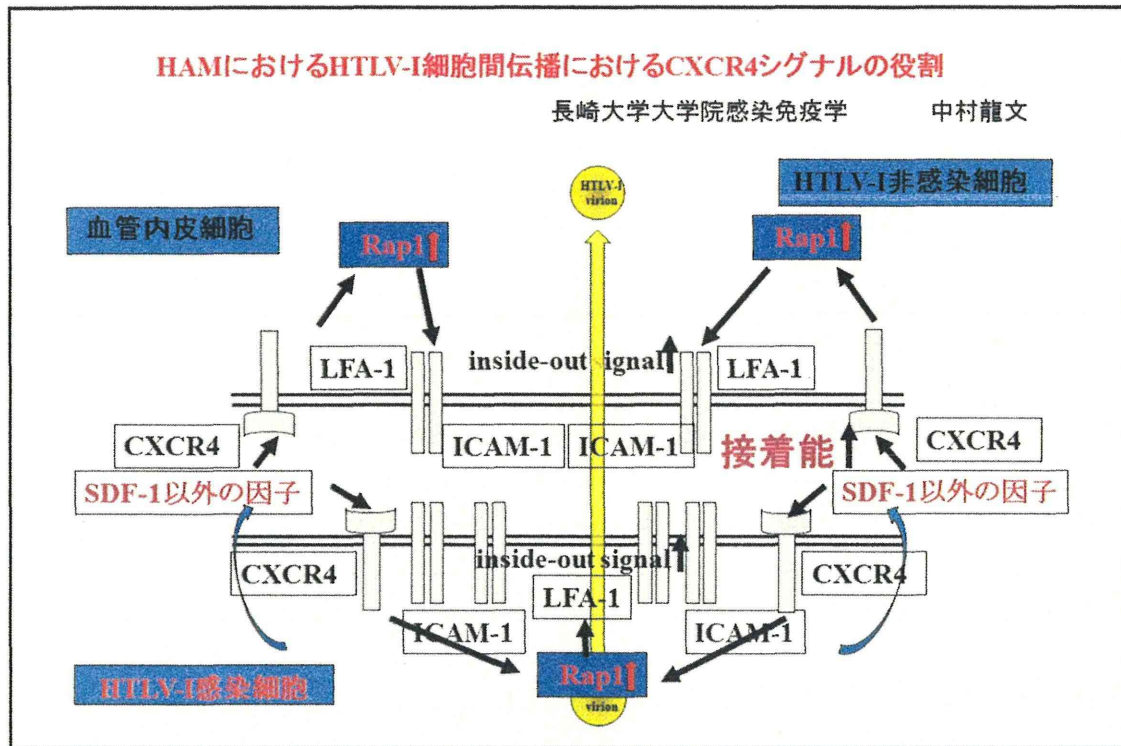 HAMにおけるHTLV-I細胞間伝播におけるCXCR4シグナルの役割
長崎大学大学院感染免疫学 中村龍文
HTLV-I
virion
HTLV-I非感染細胞
血管内皮細胞
Rap1
Rap1
LFA-1
inside-out signal
LFA-1
CXCR4
ICAM-1
ICAM-1
接着能
CXCR4
SDF-1以外の因子
SDF-1以外の因子
CXCR4
inside-out signal
CXCR4
LFA-1
ICAM-1
ICAM-1
HTLV-I感染細胞
Rap1
virion